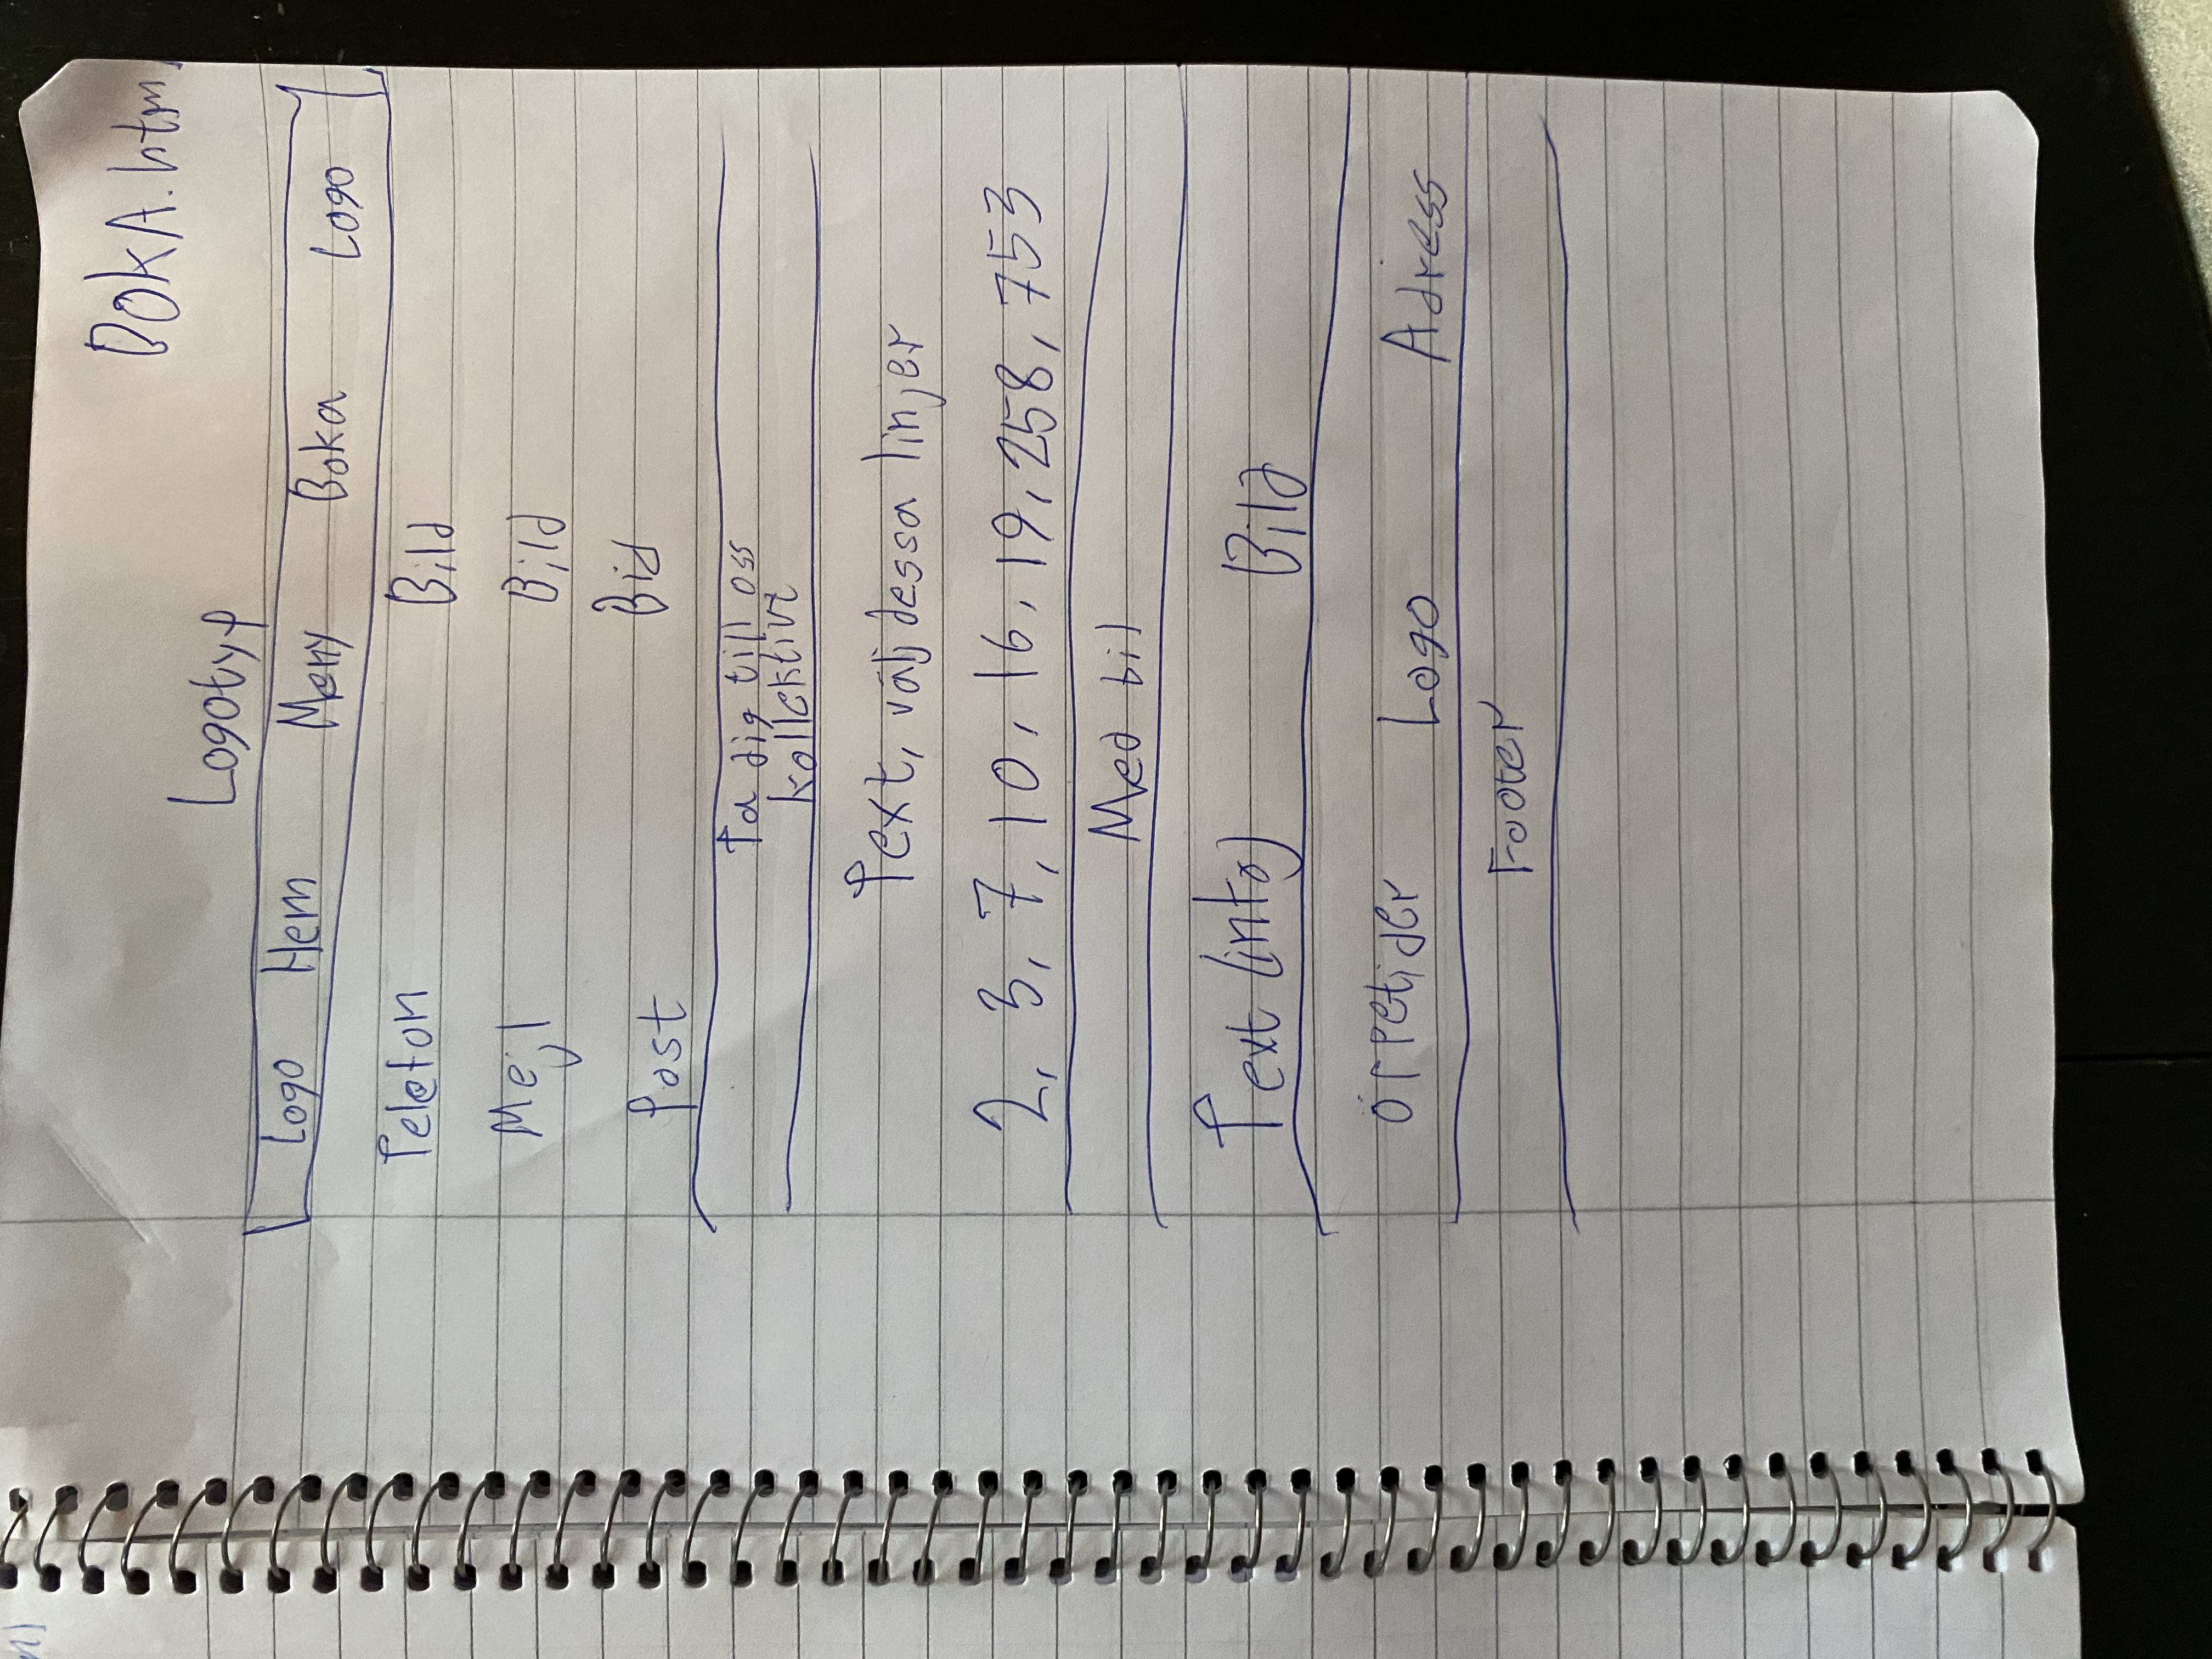 BOKA.html
Logotyp
Logo Hem Meny Boka Logo
Telefon Bild
Mejl Bild
Post Bid
Ta dig till oss
kollektivt
Text, välj dessa linjer
2, 3, 7, 10, 16, 19, 258, 753
Med bil
Text (info) Bild
Öppetider Logo Adress
Footer